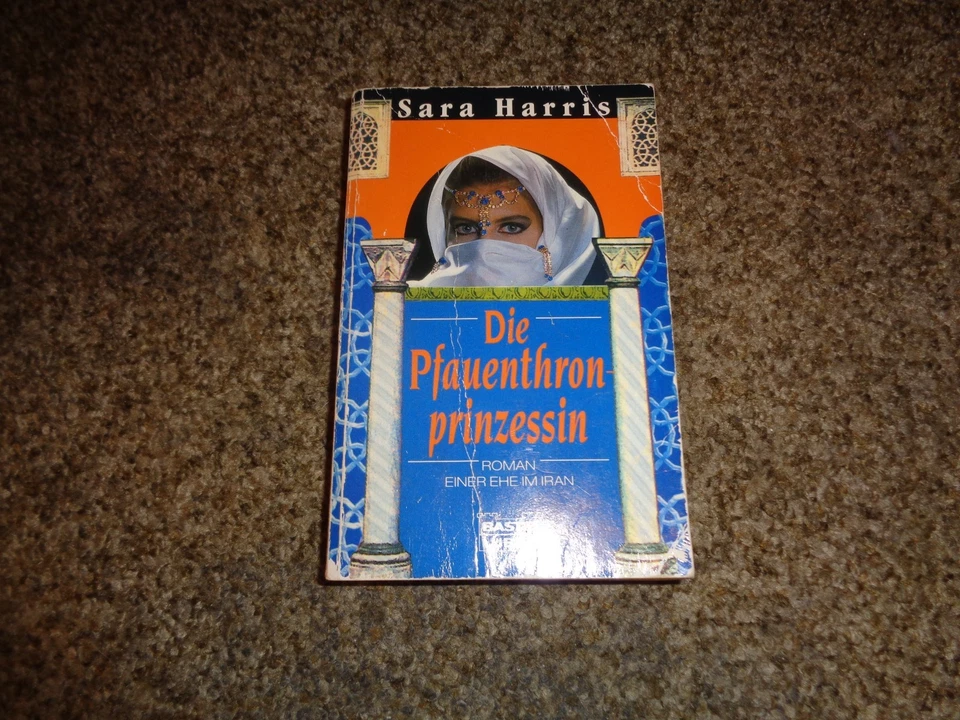 Sara Harris
Die
Pfauenthron-
prinzessin
ROMAN
EINER EHE IM IRAN